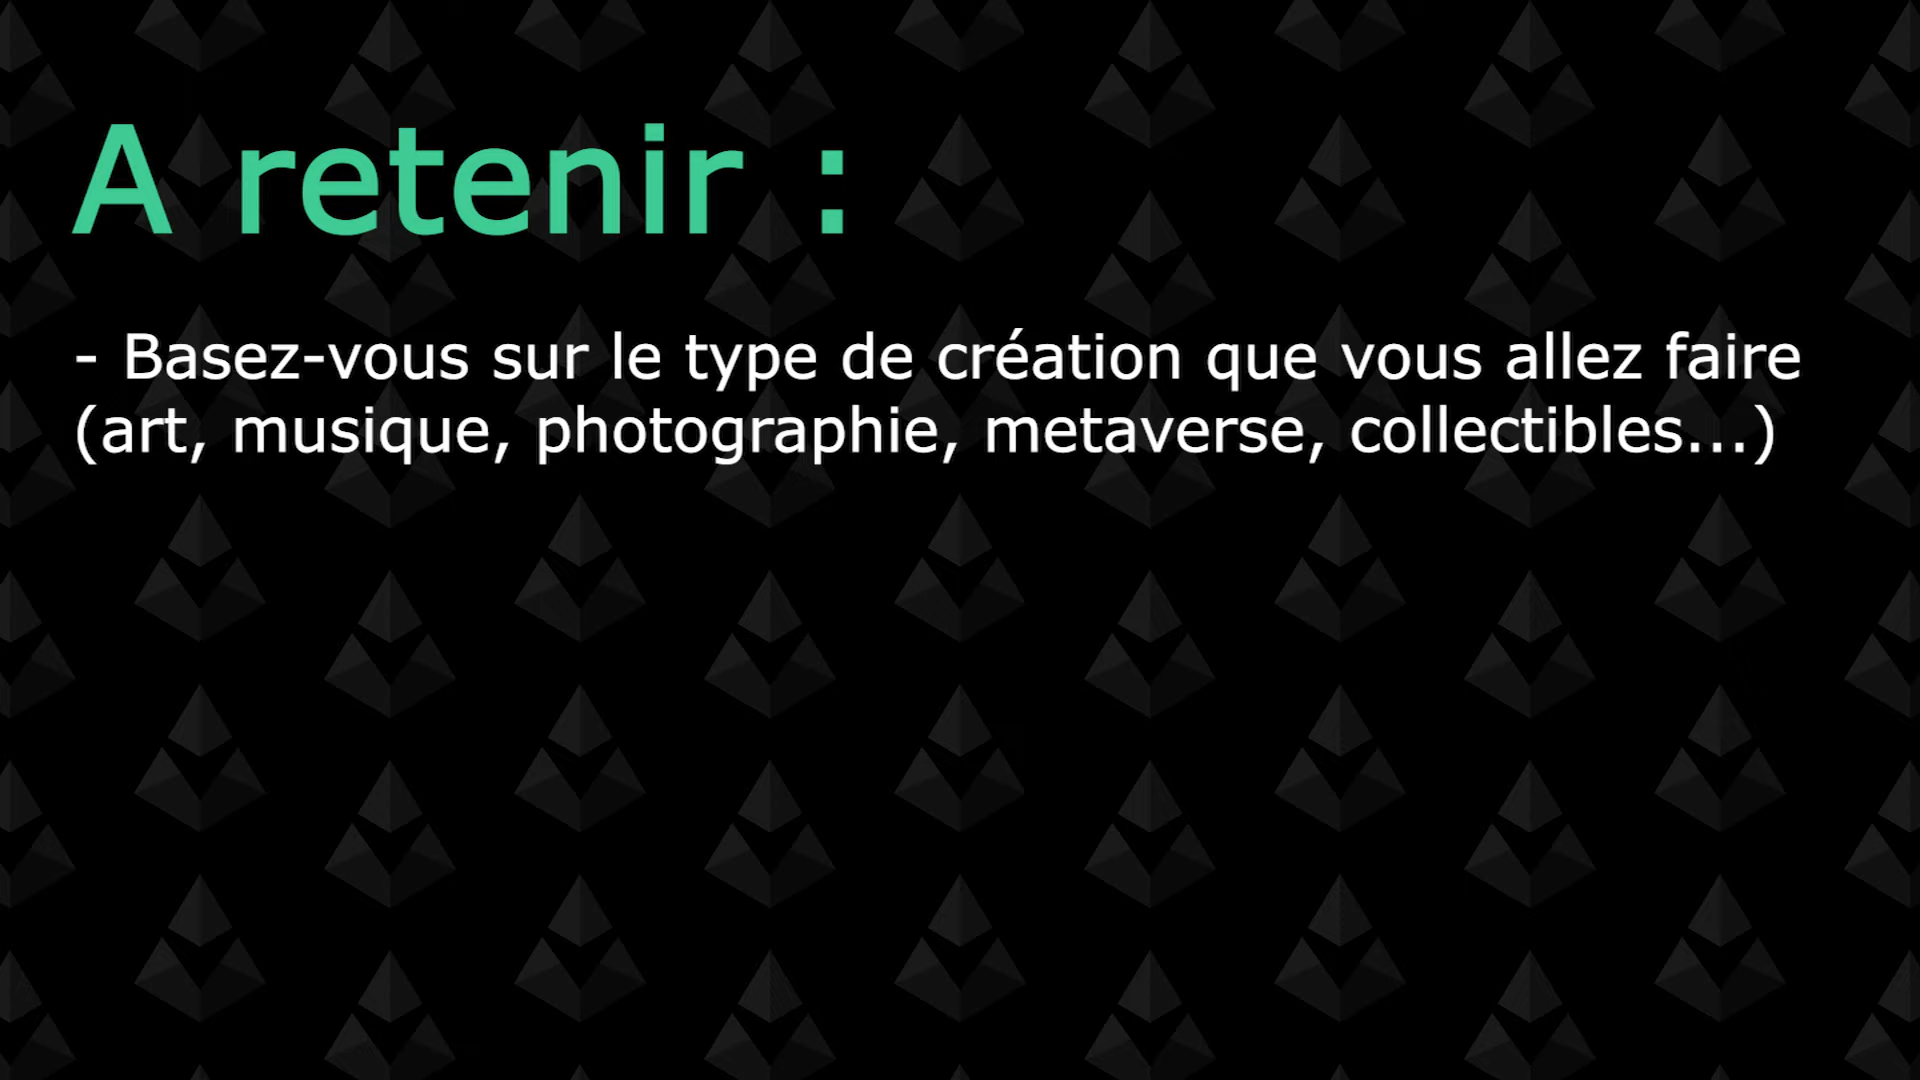 A retenir :
- Basez-vous sur le type de création que vous allez faire
(art, musique, photographie, metaverse, collectibles...)